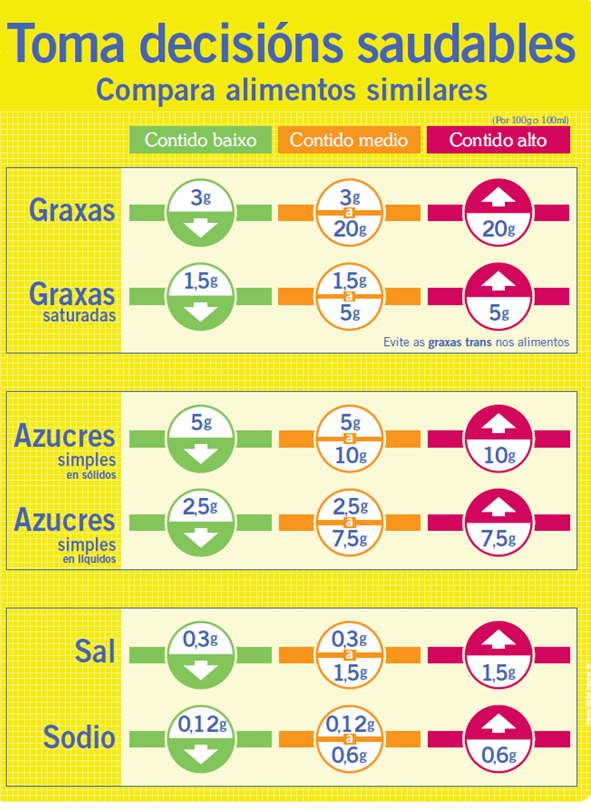 Toma decisións saudables
Compara alimentos similares
(Por 100g o 100ml)
Contido baixo Contido medio Contido alto
Graxas
3g
3g
a
20g
20g
Graxas
saturadas
1,5g
1,5g
a
5g
5g
Evite as graxas trans nos alimentos
Azucres
simples
en sólidos
5g
5g
a
10g
10g
Azucres
simples
en líquidos
2,5g
2,5g
a
7,5g
7,5g
Sal
0,3g
0,3g
a
1,5g
1,5g
Sodio
0,12g
0,12g
a
0,6g
0,6g